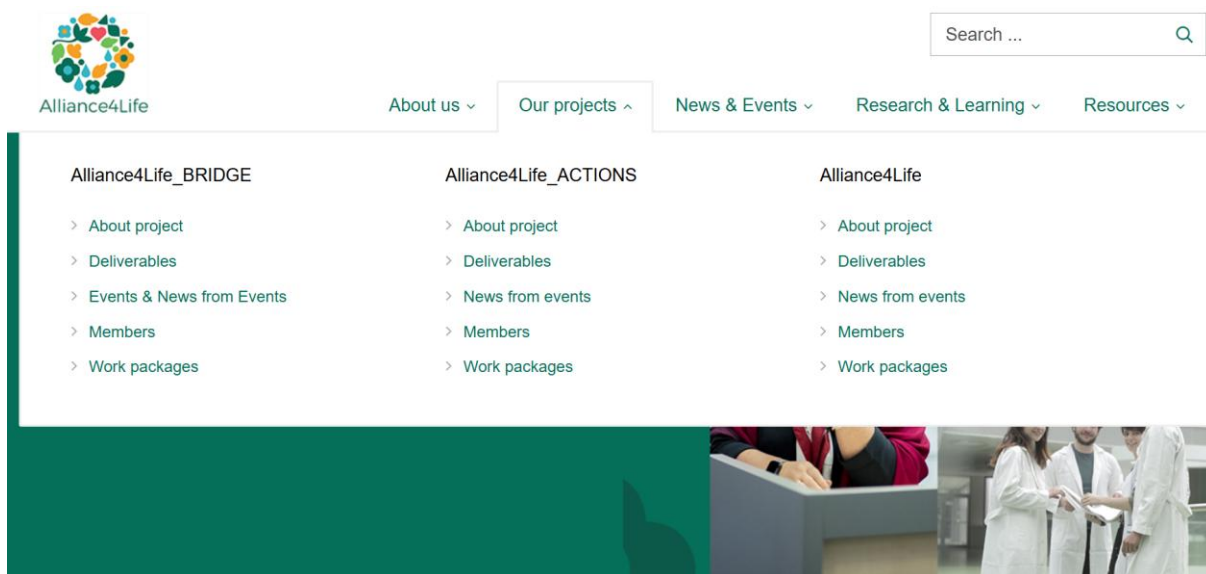 Search ...
Alliance4Life
About us Our projects News & Events Research & Learning Resources
Alliance4Life_BRIDGE Alliance4Life_ACTIONS Alliance4Life
About project About project About project
Deliverables Deliverables Deliverables
Events & News from Events News from events News from events
Members Members Members
Work packages Work packages Work packages